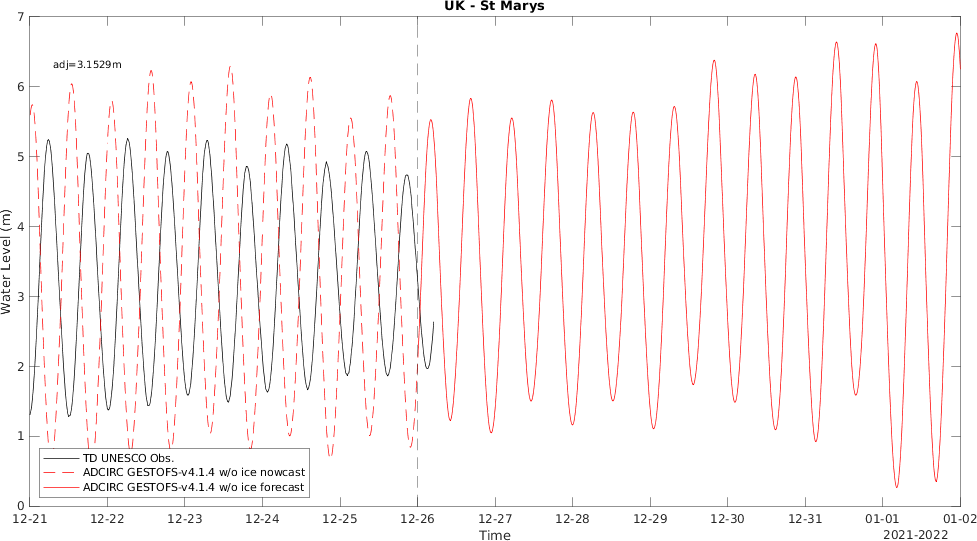 UK - St Marys
adj=3.1529m
Water Level (m)
7
6
5
4
3
2
1
0
TD UNESCO Obs.
ADCIRC GESTOFS-v4.1.4 w/o ice nowcast
ADCIRC GESTOFS-v4.1.4 w/o ice forecast
12-21 12-22 12-23 12-24 12-25 12-26 12-27 12-28 12-29 12-30 12-31 01-01 01-02
Time
2021-2022